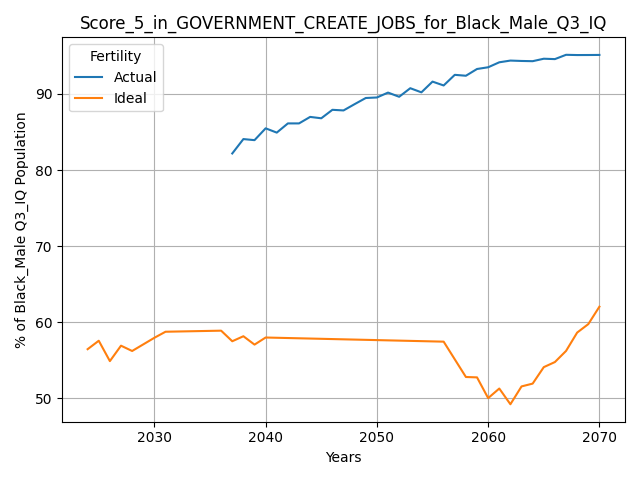 Score_5_in_GOVERNMENT_CREATE_JOBS_for_Black_Male_Q3_IQ
Fertility
Actual
Ideal
% of Black_Male Q3_IQ Population
90
80
70
60
50
2030
2040
2050
2060
2070
Years